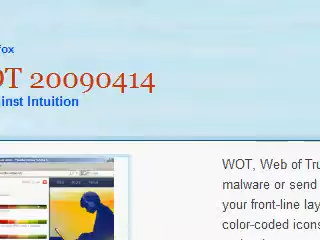 fox
OT 20090414
inst Intuition
WOT, Web of Tru
malware or send
your front-line lay
color-coded icons